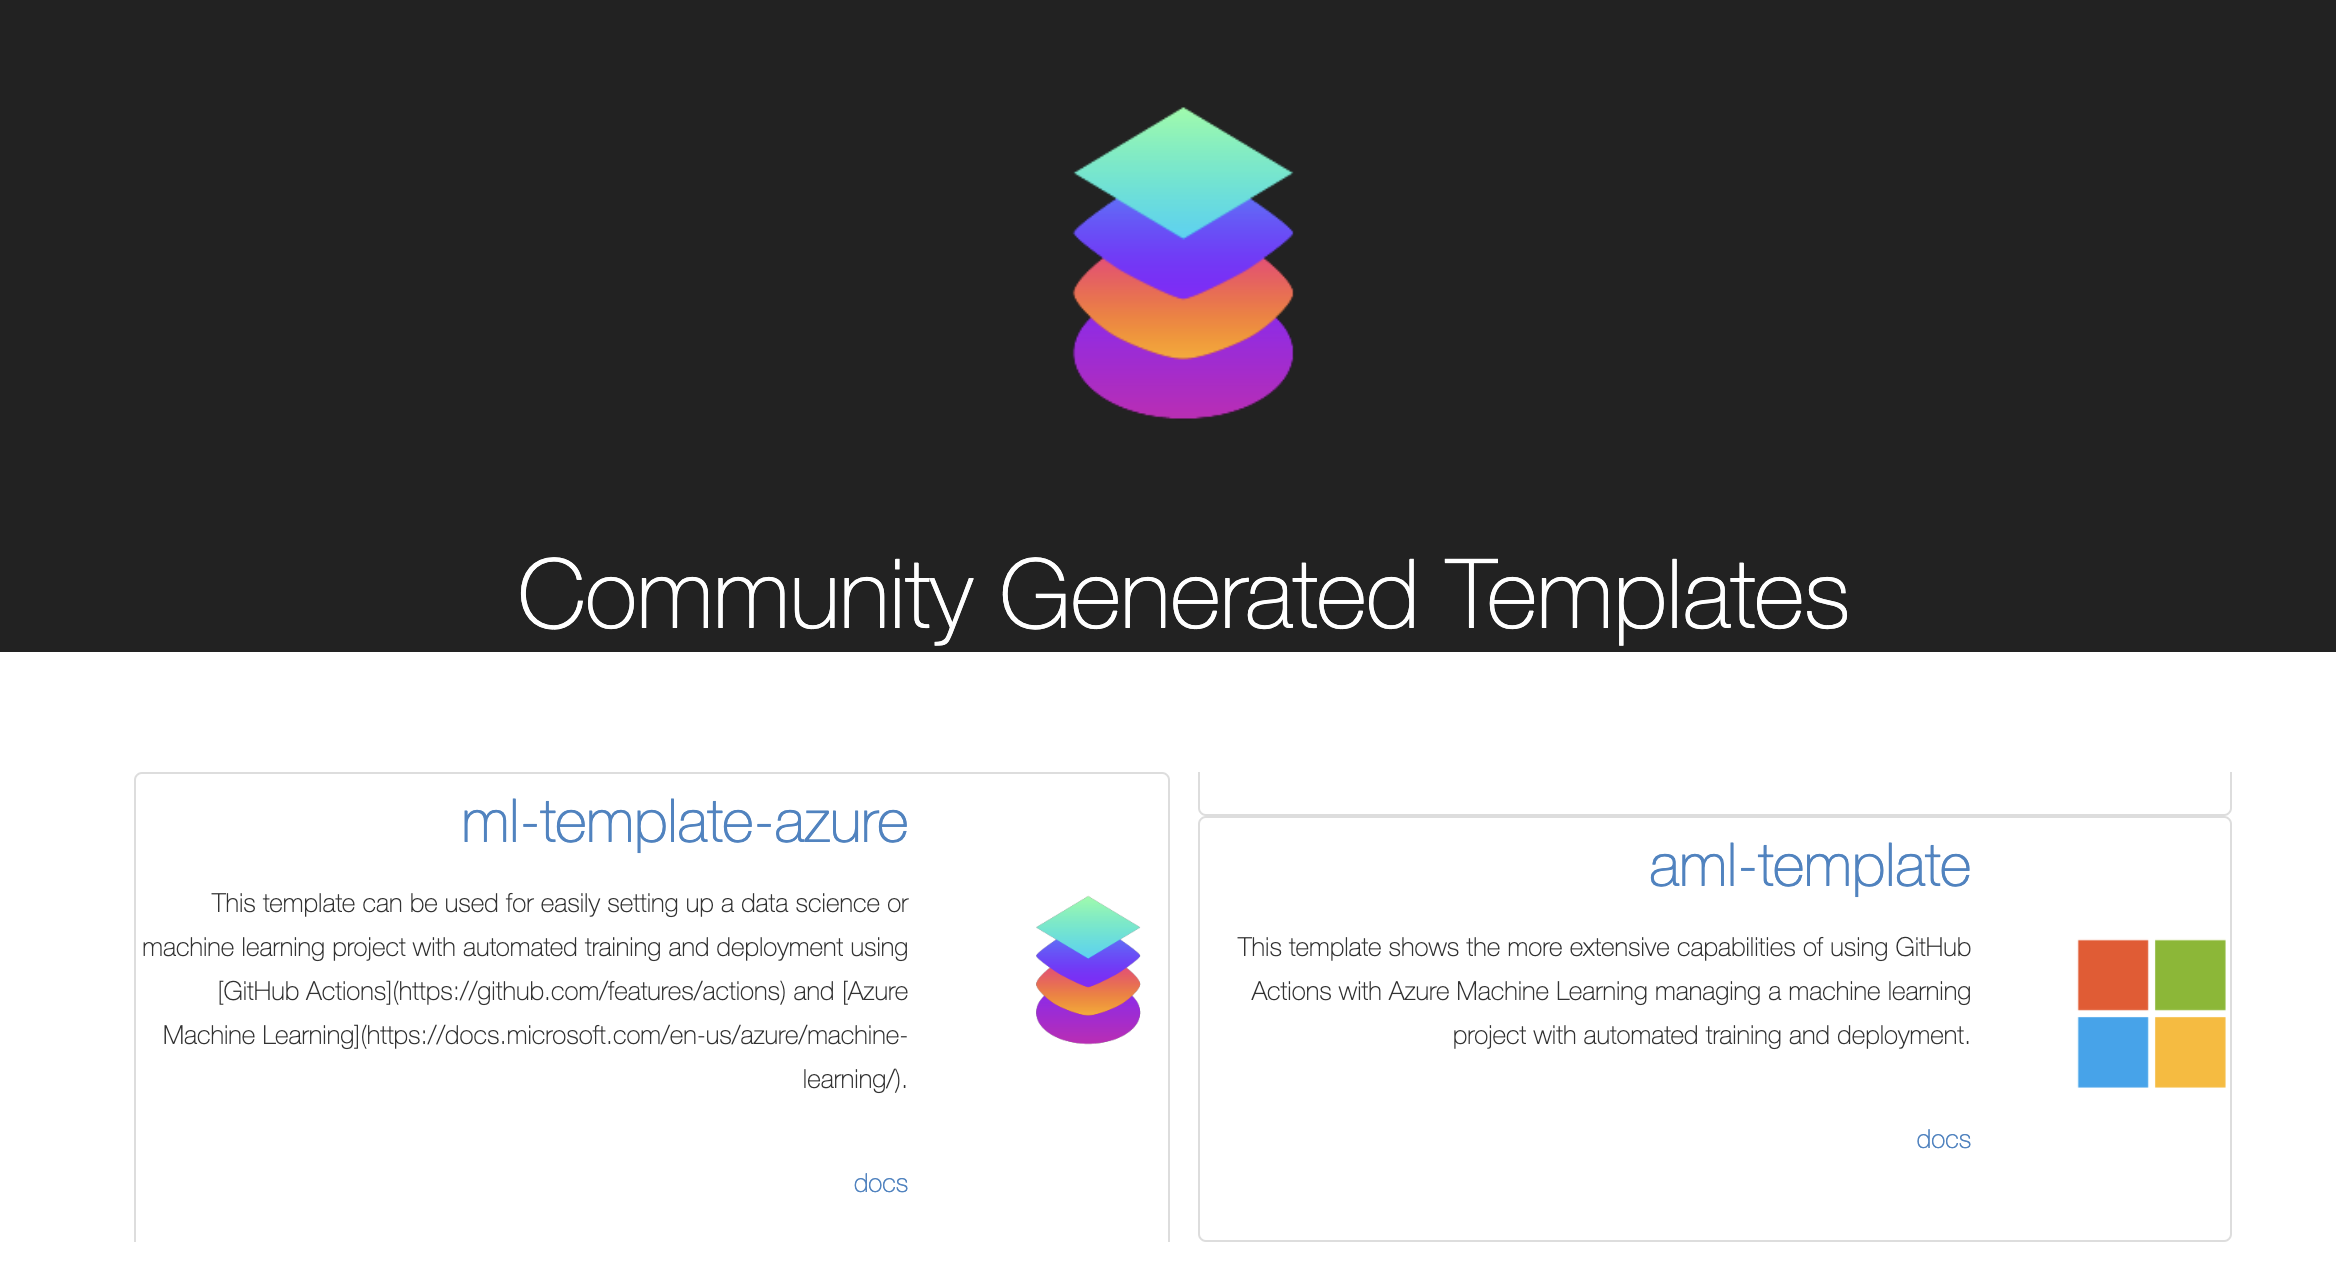 Community Generated Templates
ml-template-azure
This template can be used for easily setting up a data science or
machine learning project with automated training and deployment using
[GitHub Actions](https://github.com/features/actions) and [Azure
Machine Learning](https://docs.microsoft.com/en-us/azure/machine-
learning/).
docs
aml-template
This template shows the more extensive capabilities of using GitHub
Actions with Azure Machine Learning managing a machine learning
project with automated training and deployment.
docs